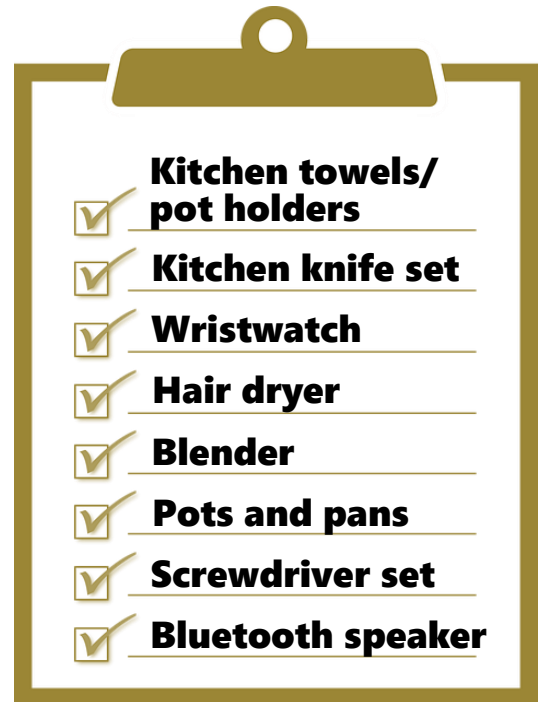 Kitchen towels/
pot holders
Kitchen knife set
Wristwatch
Hair dryer
Blender
Pots and pans
Screwdriver set
Bluetooth speaker